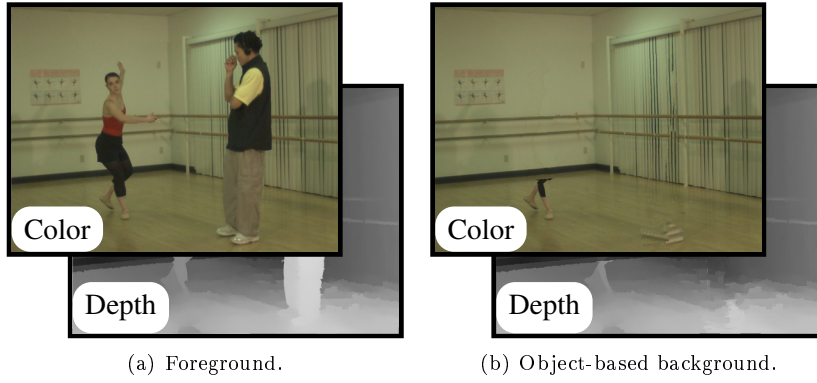 Color
Depth
Color
Depth
(a) Foreground.
(b) Object-based background.